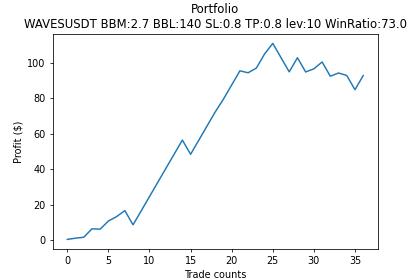 Portfolio
WAVESUSDT BBM:2.7 BBL:140 SL:0.8 TP:0.8 lev:10 WinRatio:73.0
100
80
60
40
20
0
Profit ($)
0 5 10 15 20 25 30 35
Trade counts